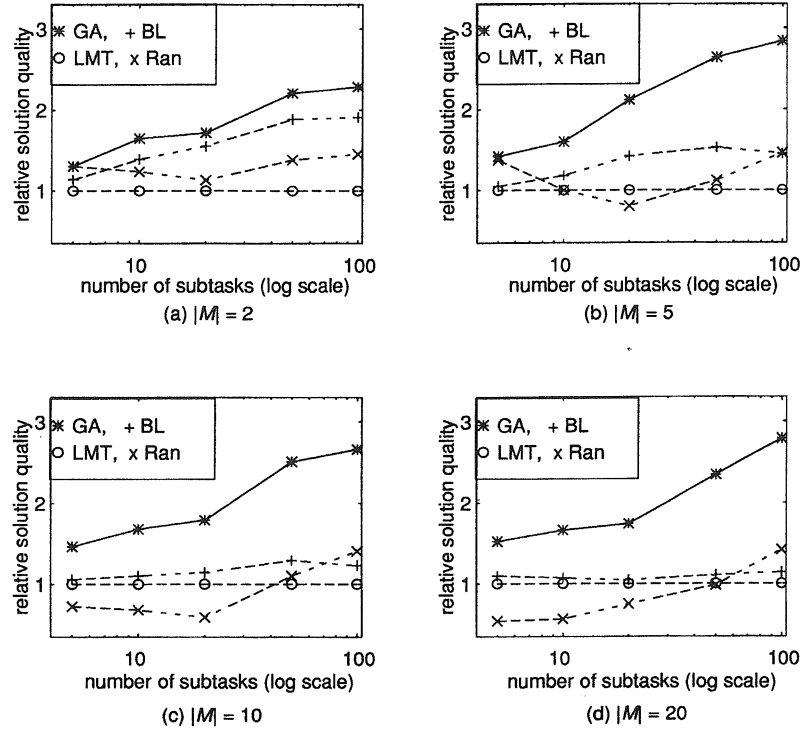 relative solution quality
3
2
1
GA, + BL
LMT, x Ran
10
100
number of subtasks (log scale)
(a) |M| = 2
relative solution quality
3
2
1
GA, + BL
LMT, x Ran
10
100
number of subtasks (log scale)
(b) |M| = 5
relative solution quality
3
2
1
GA, + BL
LMT, x Ran
10
100
number of subtasks (log scale)
(c) |M| = 10
relative solution quality
3
2
1
GA, + BL
LMT, x Ran
10
100
number of subtasks (log scale)
(d) |M| = 20